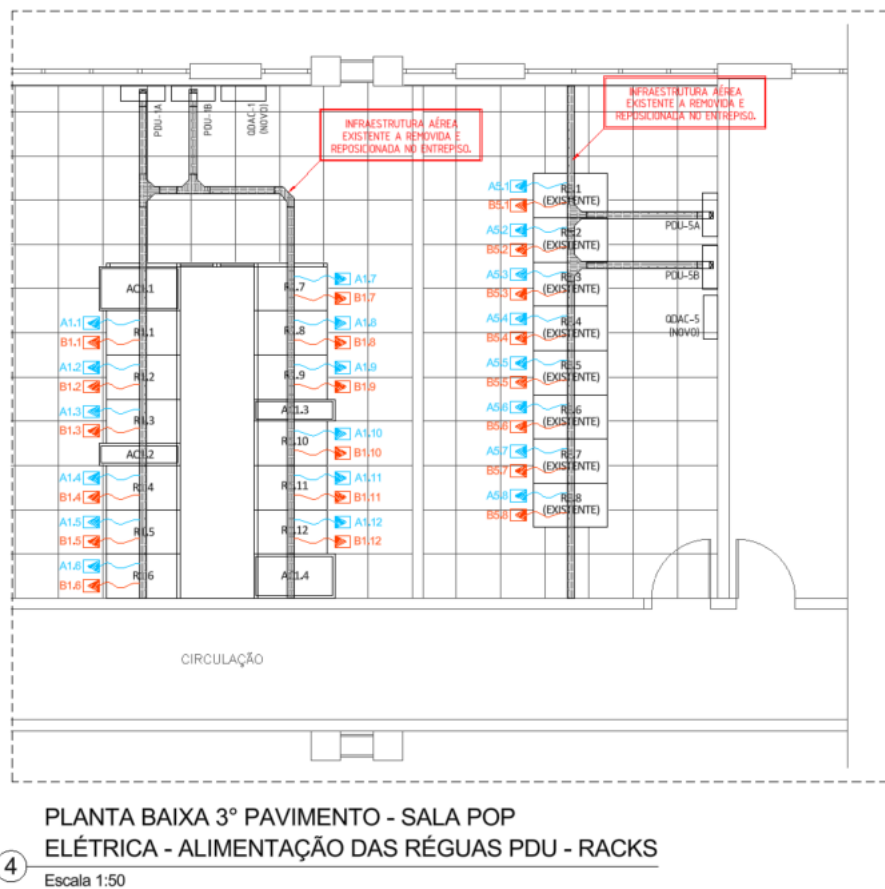 INFRAESTRUTURA AÉREA
EXISTENTE A REMOVIDA E
REPOSICIONADA NO ENTREPISO.
INFRAESTRUTURA AÉREA
EXISTENTE A REMOVIDA E
REPOSICIONADA NO ENTREPISO.
PDU-1A
PDU-1B
QDAC-1
(NOVO)
AC1.1
A1.1
B1.1
R1.1
A1.2
B1.2
R1.2
A1.3
B1.3
R1.3
AC1.2
A1.4
B1.4
R1.4
A1.5
B1.5
R1.5
A1.6
B1.6
R1.6
R1.7
A1.7
B1.7
R1.8
A1.8
B1.8
R1.9
A1.9
B1.9
AC1.3
R1.10
A1.10
B1.10
R1.11
A1.11
B1.11
R1.12
A1.12
B1.12
AC1.4
A5.1
B5.1
R5.1
(EXISTENTE)
A5.2
B5.2
R5.2
(EXISTENTE)
A5.3
B5.3
R5.3
(EXISTENTE)
A5.4
B5.4
R5.4
(EXISTENTE)
A5.5
B5.5
R5.5
(EXISTENTE)
A5.6
B5.6
R5.6
(EXISTENTE)
A5.7
B5.7
R5.7
(EXISTENTE)
A5.8
B5.8
R5.8
(EXISTENTE)
PDU-5A
PDU-5B
QDAC-5
(NOVO)
CIRCULAÇÃO
PLANTA BAIXA 3° PAVIMENTO - SALA POP
ELÉTRICA - ALIMENTAÇÃO DAS RÉGUAS PDU - RACKS
4
Escala 1:50